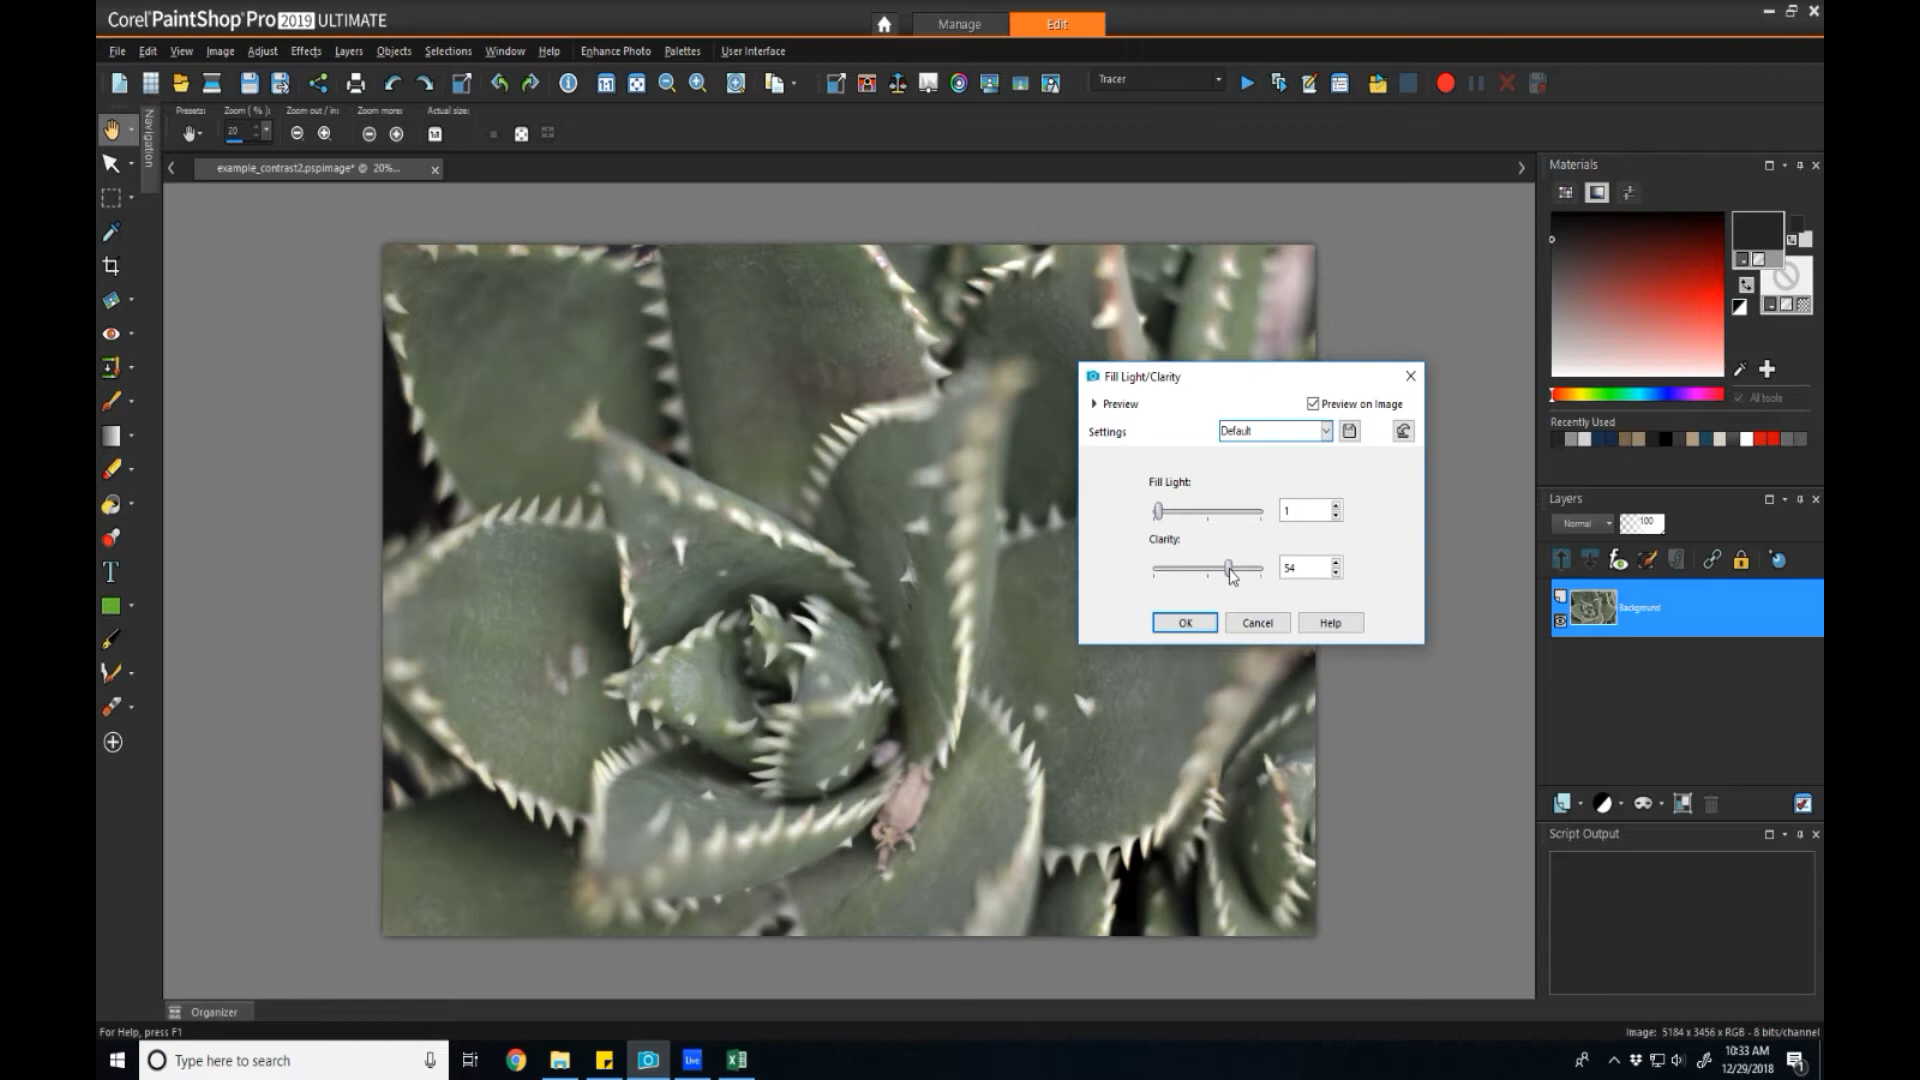 Corel PaintShop Pro 2019 ULTIMATE
Manage
Edit
File Edit View Image Adjust Effects Layers Objects Selections Window Help Enhance Photo Palettes User Interface
Tracer
Presets: Zoom (%): Zoom out / in: Zoom more: Actual size:
20
Navigation
example_contrast2.pspimage* @ 20%...
Materials
All tools
Recently Used
Fill Light/Clarity
Preview
Preview on Image
Settings
Default
Fill Light:
1
Clarity:
54
OK Cancel Help
Layers
Normal
100
Background
Script Output
Organizer
For Help, press F1
Image: 5184 x 3456 x RGB - 8 bits/channel
Type here to search
Live
10:33 AM
12/29/2018
1